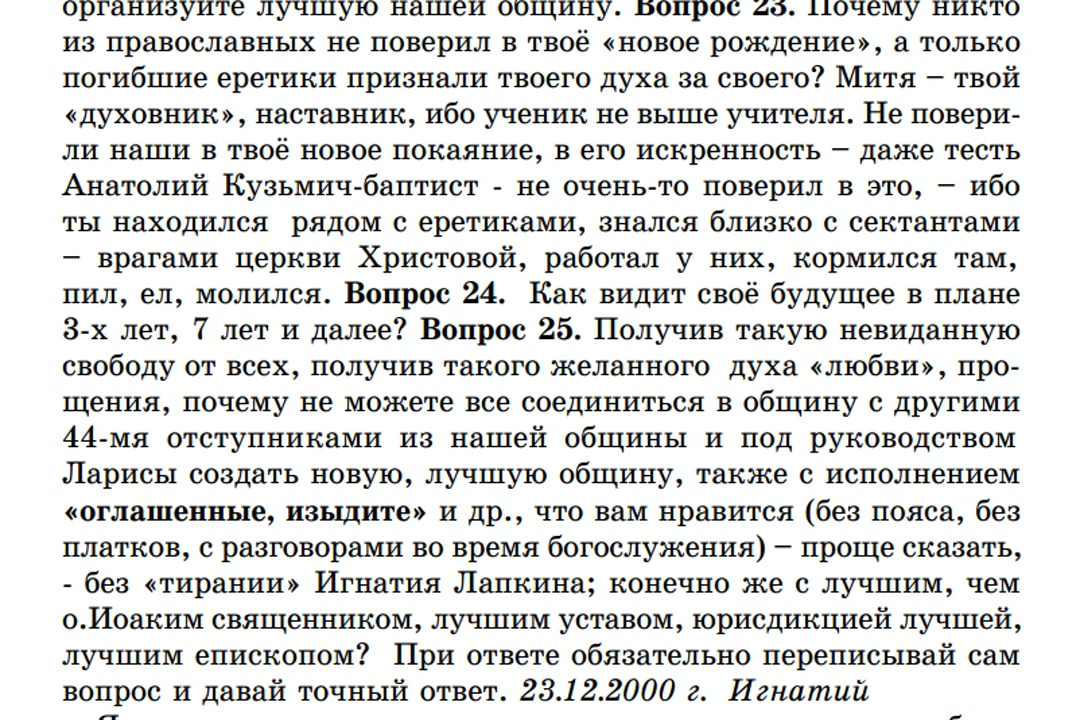 организуйте лучшую нашей общину. Вопрос 23. Почему никто
из православных не поверил в твоё «новое рождение», а только
погибшие еретики признали твоего духа за своего? Митя – твой
«духовник», наставник, ибо ученик не выше учителя. Не повери-
ли наши в твоё новое покаяние, в его искренность – даже тесть
Анатолий Кузьмич-баптист - не очень-то поверил в это, – ибо
ты находился рядом с еретиками, знался близко с сектантами
– врагами церкви Христовой, работал у них, кормился там,
пил, ел, молился. Вопрос 24. Как видит своё будущее в плане
3-х лет, 7 лет и далее? Вопрос 25. Получив такую невиданную
свободу от всех, получив такого желанного духа «любви», про-
щения, почему не можете все соединиться в общину с другими
44-мя отступниками из нашей общины и под руководством
Ларисы создать новую, лучшую общину, также с исполнением
«оглашенные, изыдите» и др., что вам нравится (без пояса, без
платков, с разговорами во время богослужения) – проще сказать,
- без «тирании» Игнатия Лапкина; конечно же с лучшим, чем
о.Иоаким священником, лучшим уставом, юрисдикцией лучшей,
лучшим епископом? При ответе обязательно переписывай сам
вопрос и давай точный ответ. 23.12.2000 г. Игнатий